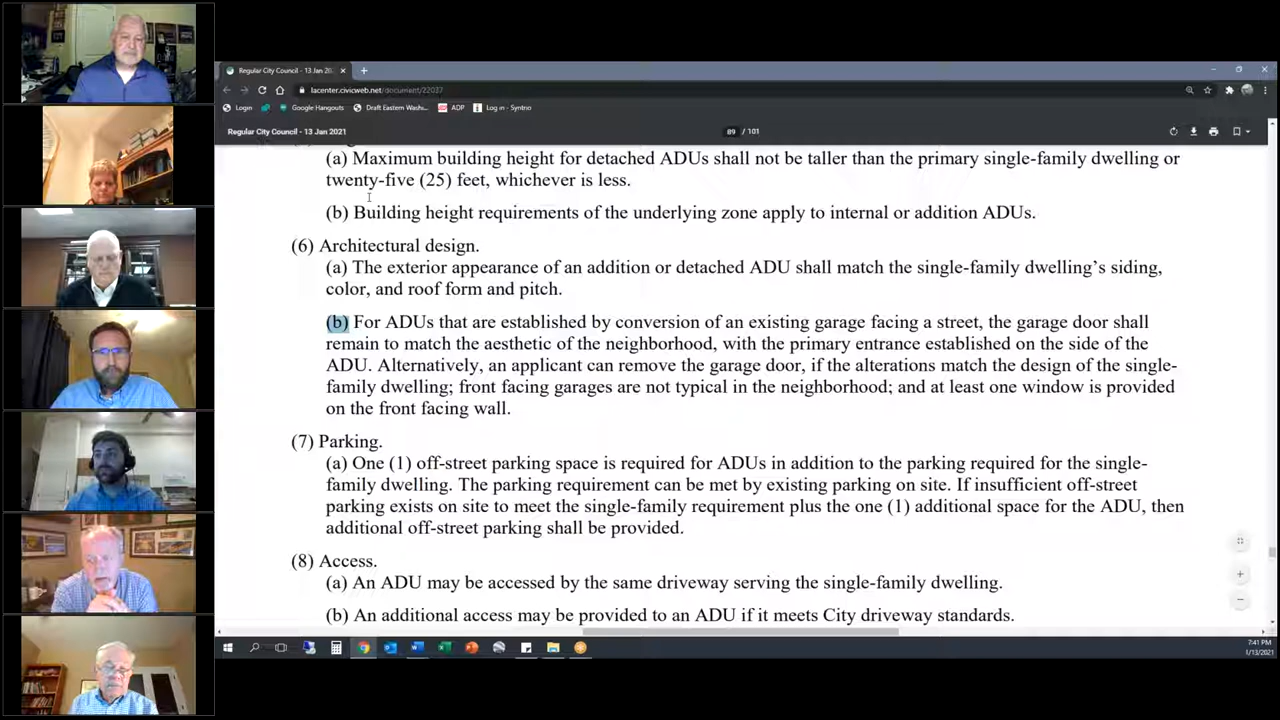 Regular City Council - 13 Jan 202
lacenter.civicweb.net/document/22037
Login
Google Hangouts
Draft Eastern Wash...
ADP
Log in - Syntrio
Regular City Council - 13 Jan 2021
89 / 101
(a) Maximum building height for detached ADUs shall not be taller than the primary single-family dwelling or
twenty-five (25) feet, whichever is less.
(b) Building height requirements of the underlying zone apply to internal or addition ADUs.
(6) Architectural design.
(a) The exterior appearance of an addition or detached ADU shall match the single-family dwelling's siding,
color, and roof form and pitch.
(b) For ADUs that are established by conversion of an existing garage facing a street, the garage door shall
remain to match the aesthetic of the neighborhood, with the primary entrance established on the side of the
ADU. Alternatively, an applicant can remove the garage door, if the alterations match the design of the single-
family dwelling; front facing garages are not typical in the neighborhood; and at least one window is provided
on the front facing wall.
(7) Parking.
(a) One (1) off-street parking space is required for ADUs in addition to the parking required for the single-
family dwelling. The parking requirement can be met by existing parking on site. If insufficient off-street
parking exists on site to meet the single-family requirement plus the one (1) additional space for the ADU, then
additional off-street parking shall be provided.
(8) Access.
(a) An ADU may be accessed by the same driveway serving the single-family dwelling.
(b) An additional access may be provided to an ADU if it meets City driveway standards.
7:41 PM
1/13/2021